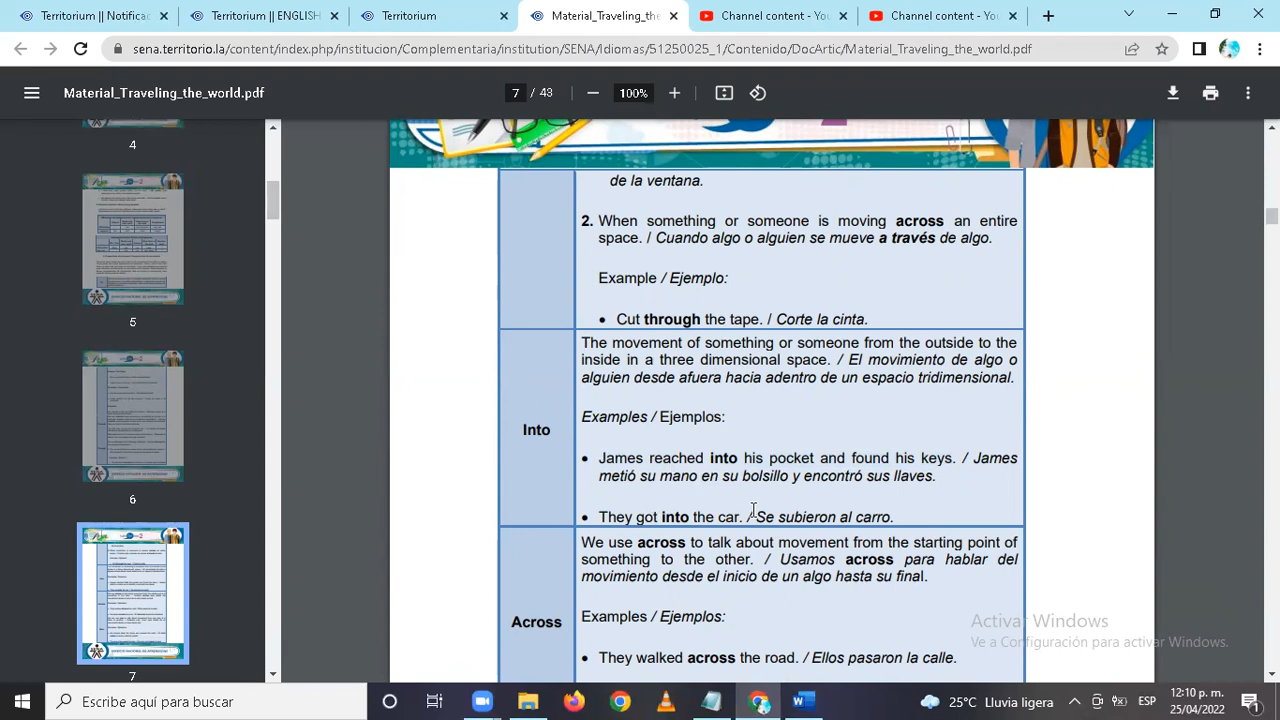 Territorium || Notificac
Territorium || ENGLISH
Territorium
Material_Traveling_the_
Channel content - You
Channel content - You
sena.territorio.la/content/index.php/institucion/Complementaria/institution/SENA/Idiomas/51250025_1/Contenido/DocArtic/Material_Traveling_the_world.pdf
Material_Traveling_the_world.pdf
7 / 43
100%
4
5
6
7
de la ventana.
2. When something or someone is moving across an entire
space. / Cuando algo o alguien se mueve a través de algo.
Example / Ejemplo:
• Cut through the tape. / Corte la cinta.
Into
The movement of something or someone from the outside to the
inside in a three dimensional space. / El movimiento de algo o
alguien desde afuera hacia adentro de un espacio tridimensional.
Examples / Ejemplos:
• James reached into his pocket and found his keys. / James
metió su mano en su bolsillo y encontró sus llaves.
• They got into the car. / Se subieron al carro.
Across
We use across to talk about movement from the starting point of
something to the other. / Usamos across para hablar del
movimiento desde el inicio de un algo hasta su final.
Examples / Ejemplos:
• They walked across the road. / Ellos pasaron la calle.
Activar Windows
Ve a Configuración para activar Windows.
Escribe aquí para buscar
25°C Lluvia ligera
ESP
12:10 p. m.
25/04/2022
1